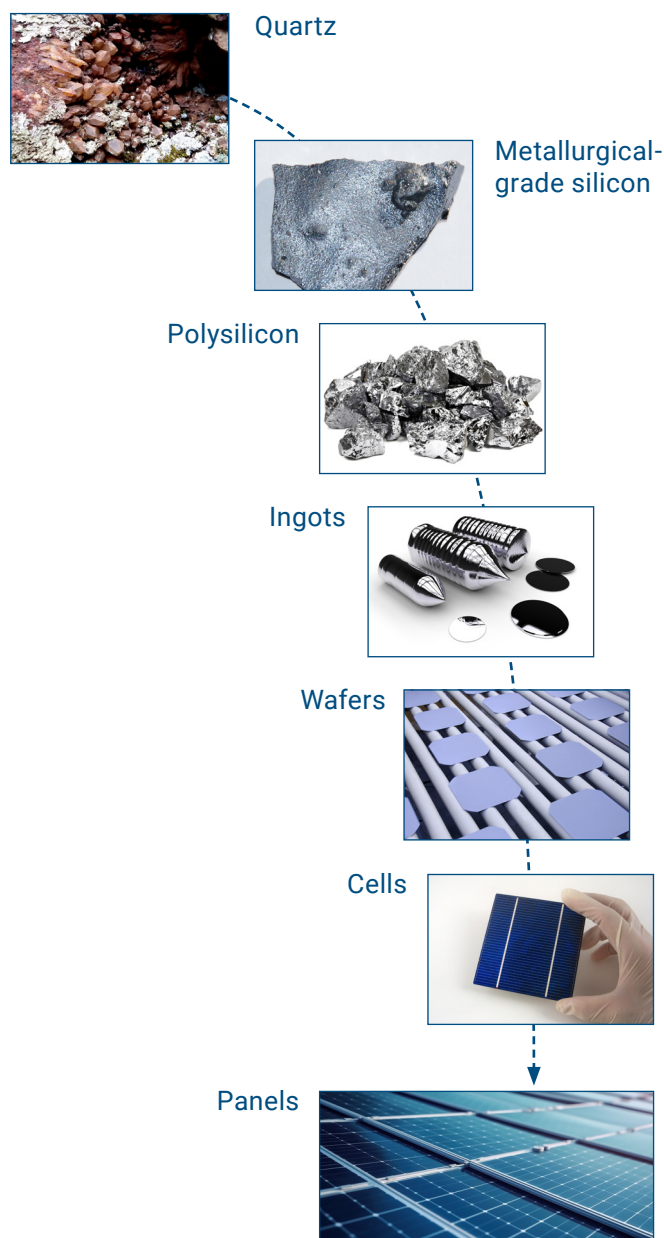 Quartz
Metallurgical-
grade silicon
Polysilicon
Ingots
Wafers
Cells
Panels